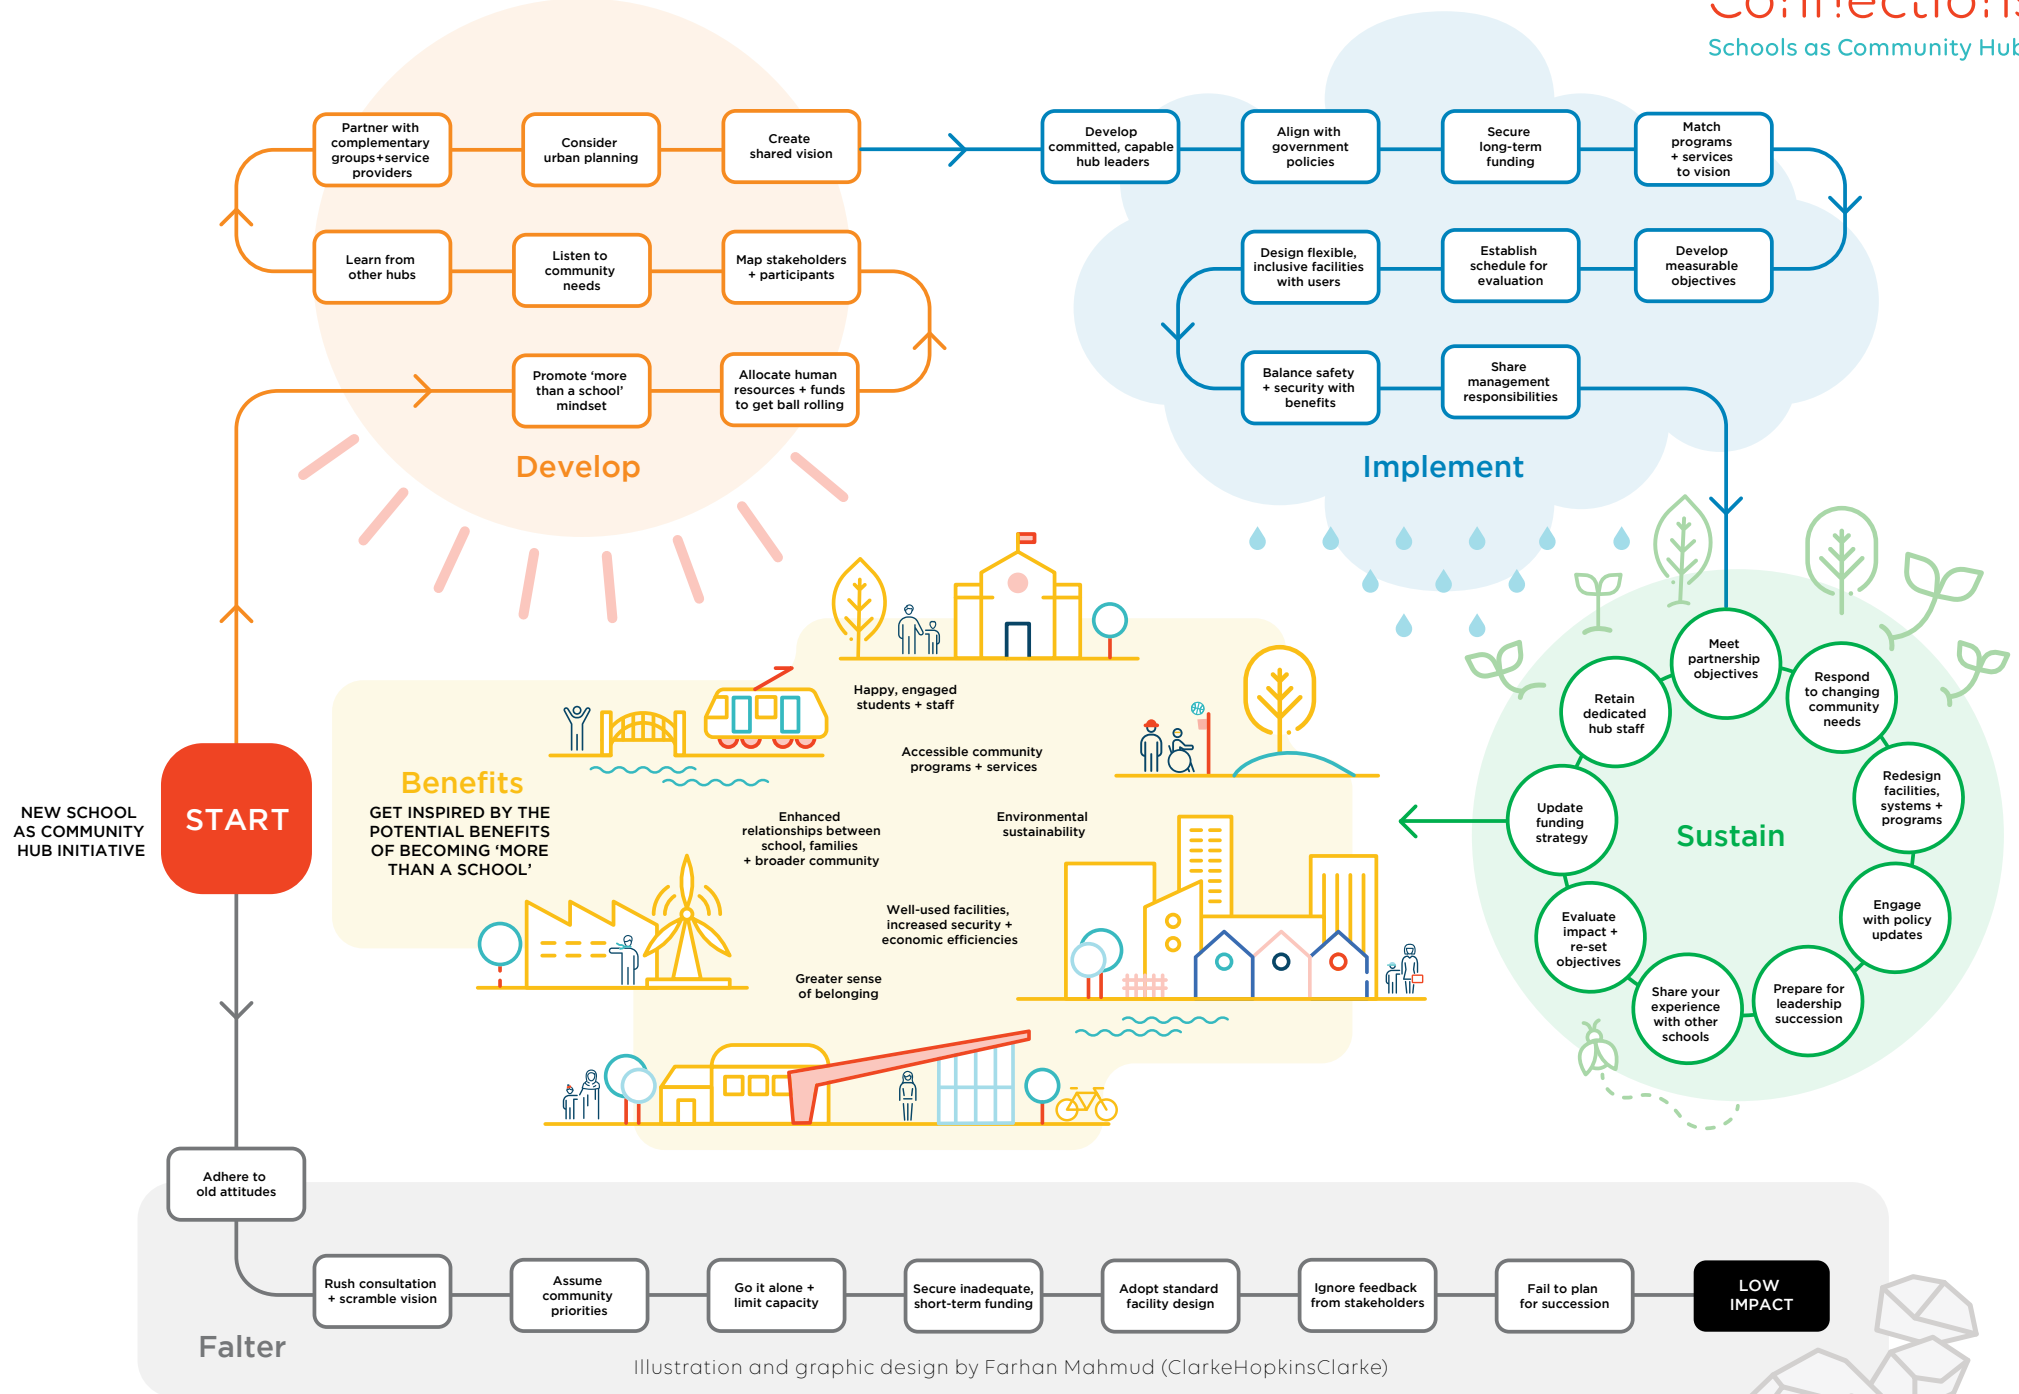 Connections
Schools as Community Hub
Partner with
complementary
groups+service
providers
Consider
urban planning
Create
shared vision
Learn from
other hubs
Listen to
community
needs
Map stakeholders
+ participants
Promote ‘more
than a school’
mindset
Allocate human
resources + funds
to get ball rolling
Develop
Develop
committed, capable
hub leaders
Align with
government
policies
Secure
long-term
funding
Match
programs
+ services
to vision
Design flexible,
inclusive facilities
with users
Establish
schedule for
evaluation
Develop
measurable
objectives
Balance safety
+ security with
benefits
Share
management
responsibilities
Implement
NEW SCHOOL
AS COMMUNITY
HUB INITIATIVE
START
Benefits
GET INSPIRED BY THE
POTENTIAL BENEFITS
OF BECOMING ‘MORE
THAN A SCHOOL’
Happy, engaged
students + staff
Accessible community
programs + services
Enhanced
relationships between
school, families
+ broader community
Environmental
sustainability
Well-used facilities,
increased security +
economic efficiencies
Greater sense
of belonging
Meet
partnership
objectives
Respond
to changing
community
needs
Redesign
facilities,
systems +
programs
Engage
with policy
updates
Prepare for
leadership
succession
Share your
experience
with other
schools
Evaluate
impact +
re-set
objectives
Update
funding
strategy
Retain
dedicated
hub staff
Sustain
Adhere to
old attitudes
Rush consultation
+ scramble vision
Assume
community
priorities
Go it alone +
limit capacity
Secure inadequate,
short-term funding
Adopt standard
facility design
Ignore feedback
from stakeholders
Fail to plan
for succession
LOW
IMPACT
Falter
Illustration and graphic design by Farhan Mahmud (ClarkeHopkinsClarke)